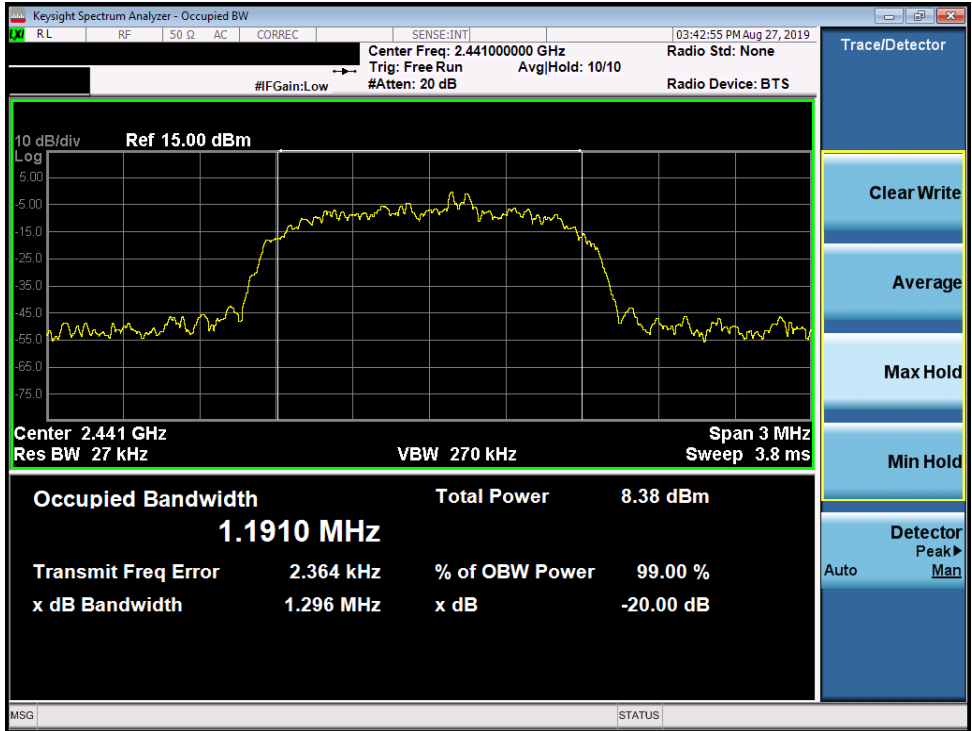 Keysight Spectrum Analyzer - Occupied BW
LXI RL RF 50 Ω AC CORREC SENSE:INT 03:42:55 PM Aug 27, 2019
Center Freq: 2.441000000 GHz Radio Std: None
Trig: Free Run Avg|Hold: 10/10
#IFGain:Low #Atten: 20 dB Radio Device: BTS
10 dB/div Ref 15.00 dBm
Log
5.00
-5.00
-15.0
-25.0
-35.0
-45.0
-55.0
-65.0
-75.0
Center 2.441 GHz Span 3 MHz
Res BW 27 kHz VBW 270 kHz Sweep 3.8 ms
Occupied Bandwidth Total Power 8.38 dBm
1.1910 MHz
Transmit Freq Error 2.364 kHz % of OBW Power 99.00 %
x dB Bandwidth 1.296 MHz x dB -20.00 dB
MSG STATUS
Trace/Detector
Clear Write
Average
Max Hold
Min Hold
Detector
Peak▶
Auto Man